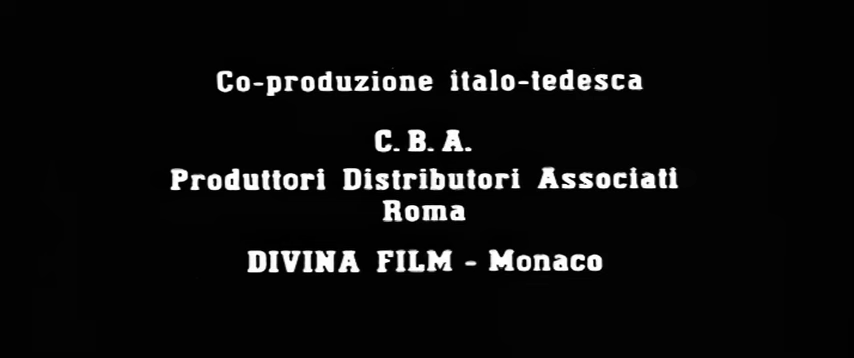 Co-produzione italo-tedesca
C. B. A.
Produttori Distributori Associati
Roma
DIVINA FILM - Monaco